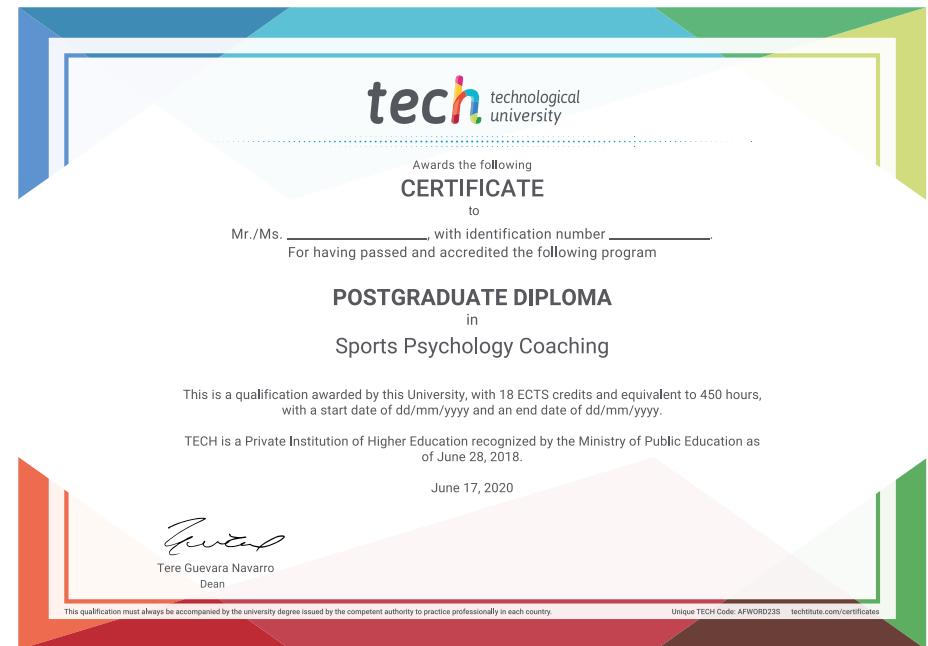 tech technological
university
Awards the following
CERTIFICATE
to
Mr./Ms. ____________________, with identification number ______________.
For having passed and accredited the following program
POSTGRADUATE DIPLOMA
in
Sports Psychology Coaching
This is a qualification awarded by this University, with 18 ECTS credits and equivalent to 450 hours,
with a start date of dd/mm/yyyy and an end date of dd/mm/yyyy.
TECH is a Private Institution of Higher Education recognized by the Ministry of Public Education as
of June 28, 2018.
June 17, 2020
Tere Guevara Navarro
Dean
This qualification must always be accompanied by the university degree issued by the competent authority to practice professionally in each country.
Unique TECH Code: AFWORD23S techtitute.com/certificates